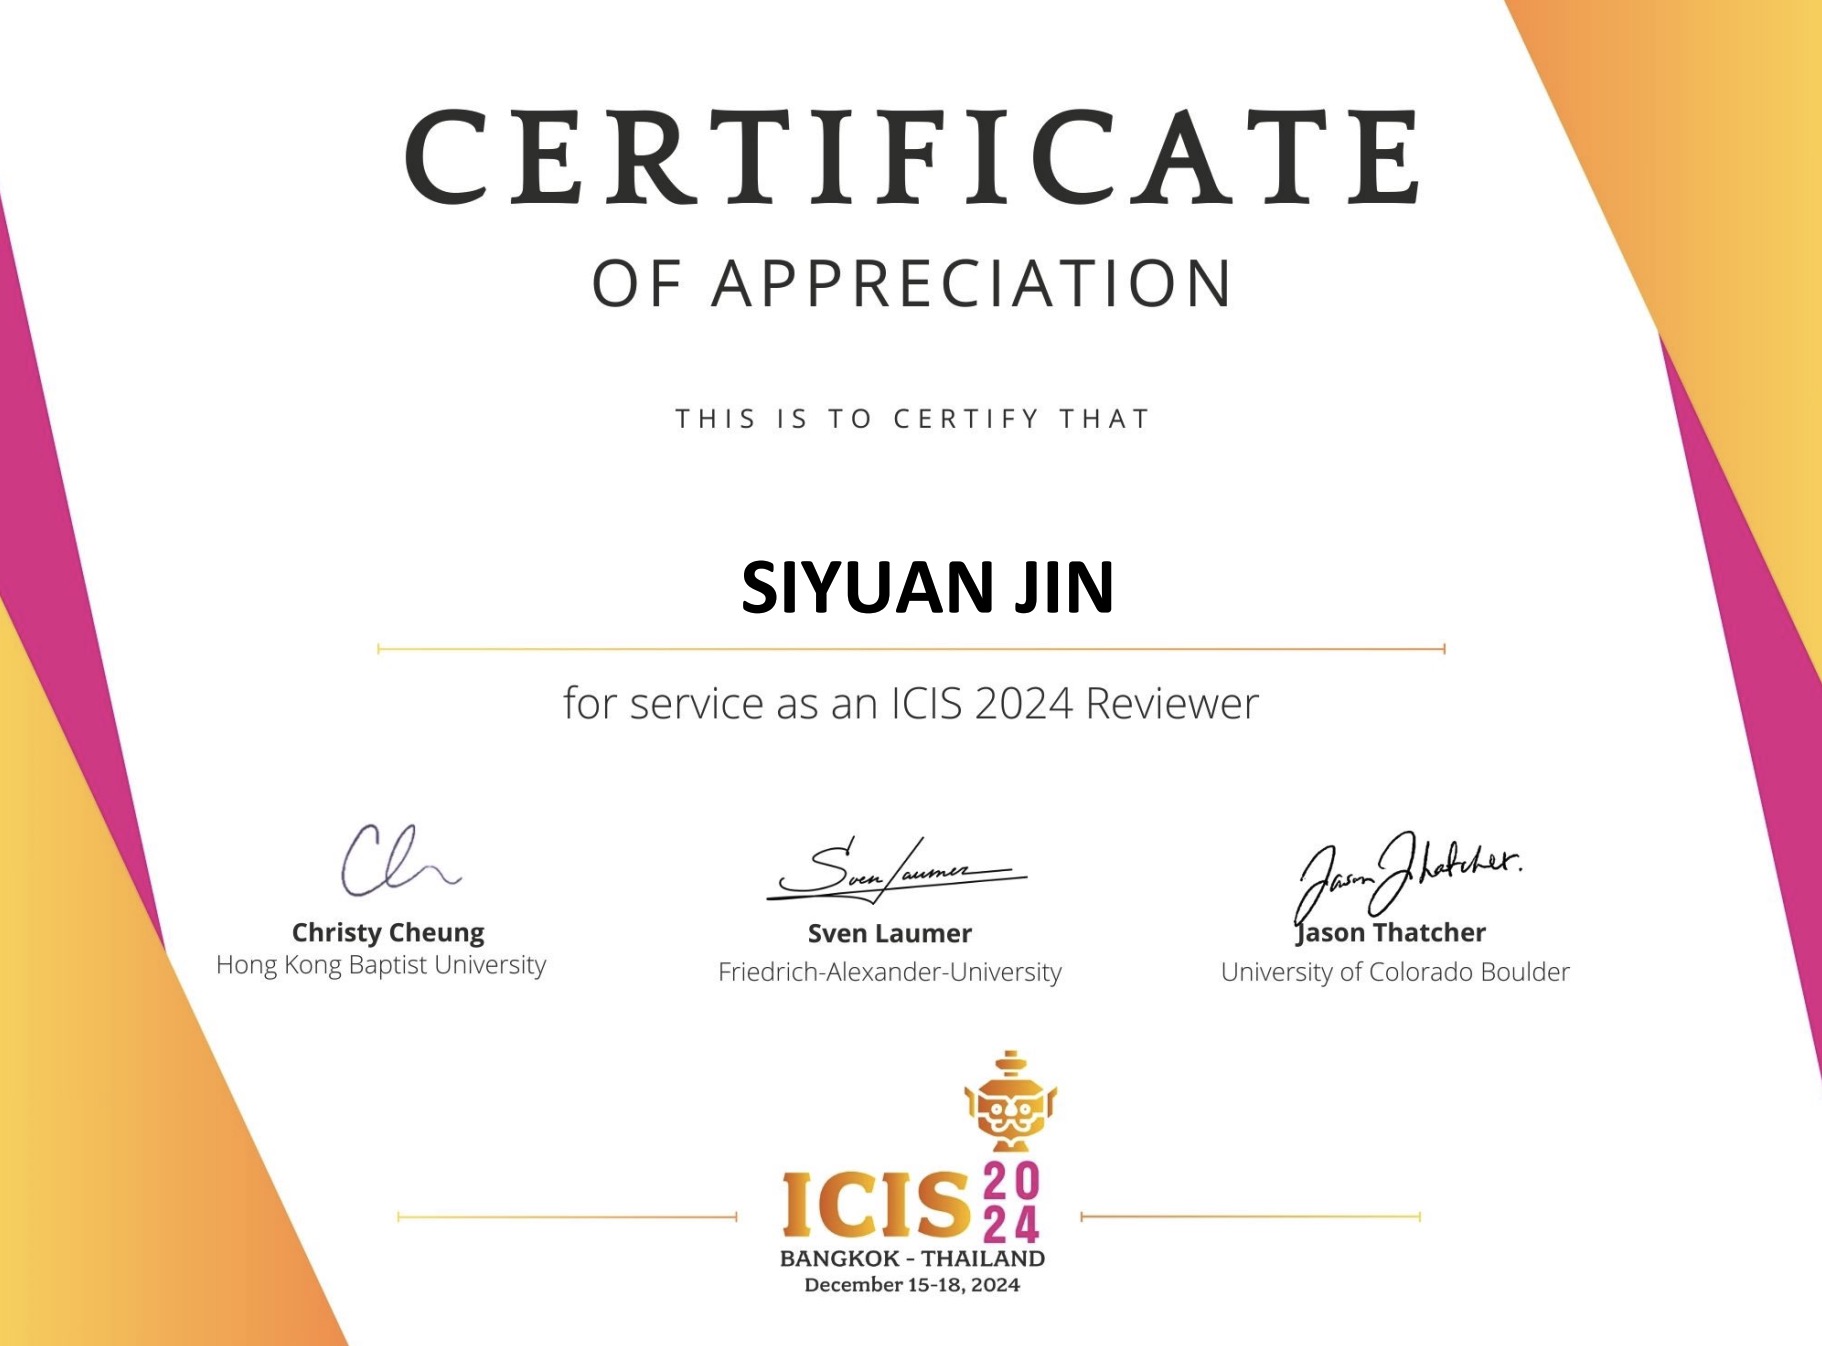 CERTIFICATE
OF APPRECIATION
THIS IS TO CERTIFY THAT
SIYUAN JIN
for service as an ICIS 2024 Reviewer
Ch
Sven Laumer
Jason Thatcher.
Christy Cheung
Sven Laumer
Jason Thatcher
Hong Kong Baptist University
Friedrich-Alexander-University
University of Colorado Boulder
ICIS 2024
BANGKOK - THAILAND
December 15-18, 2024